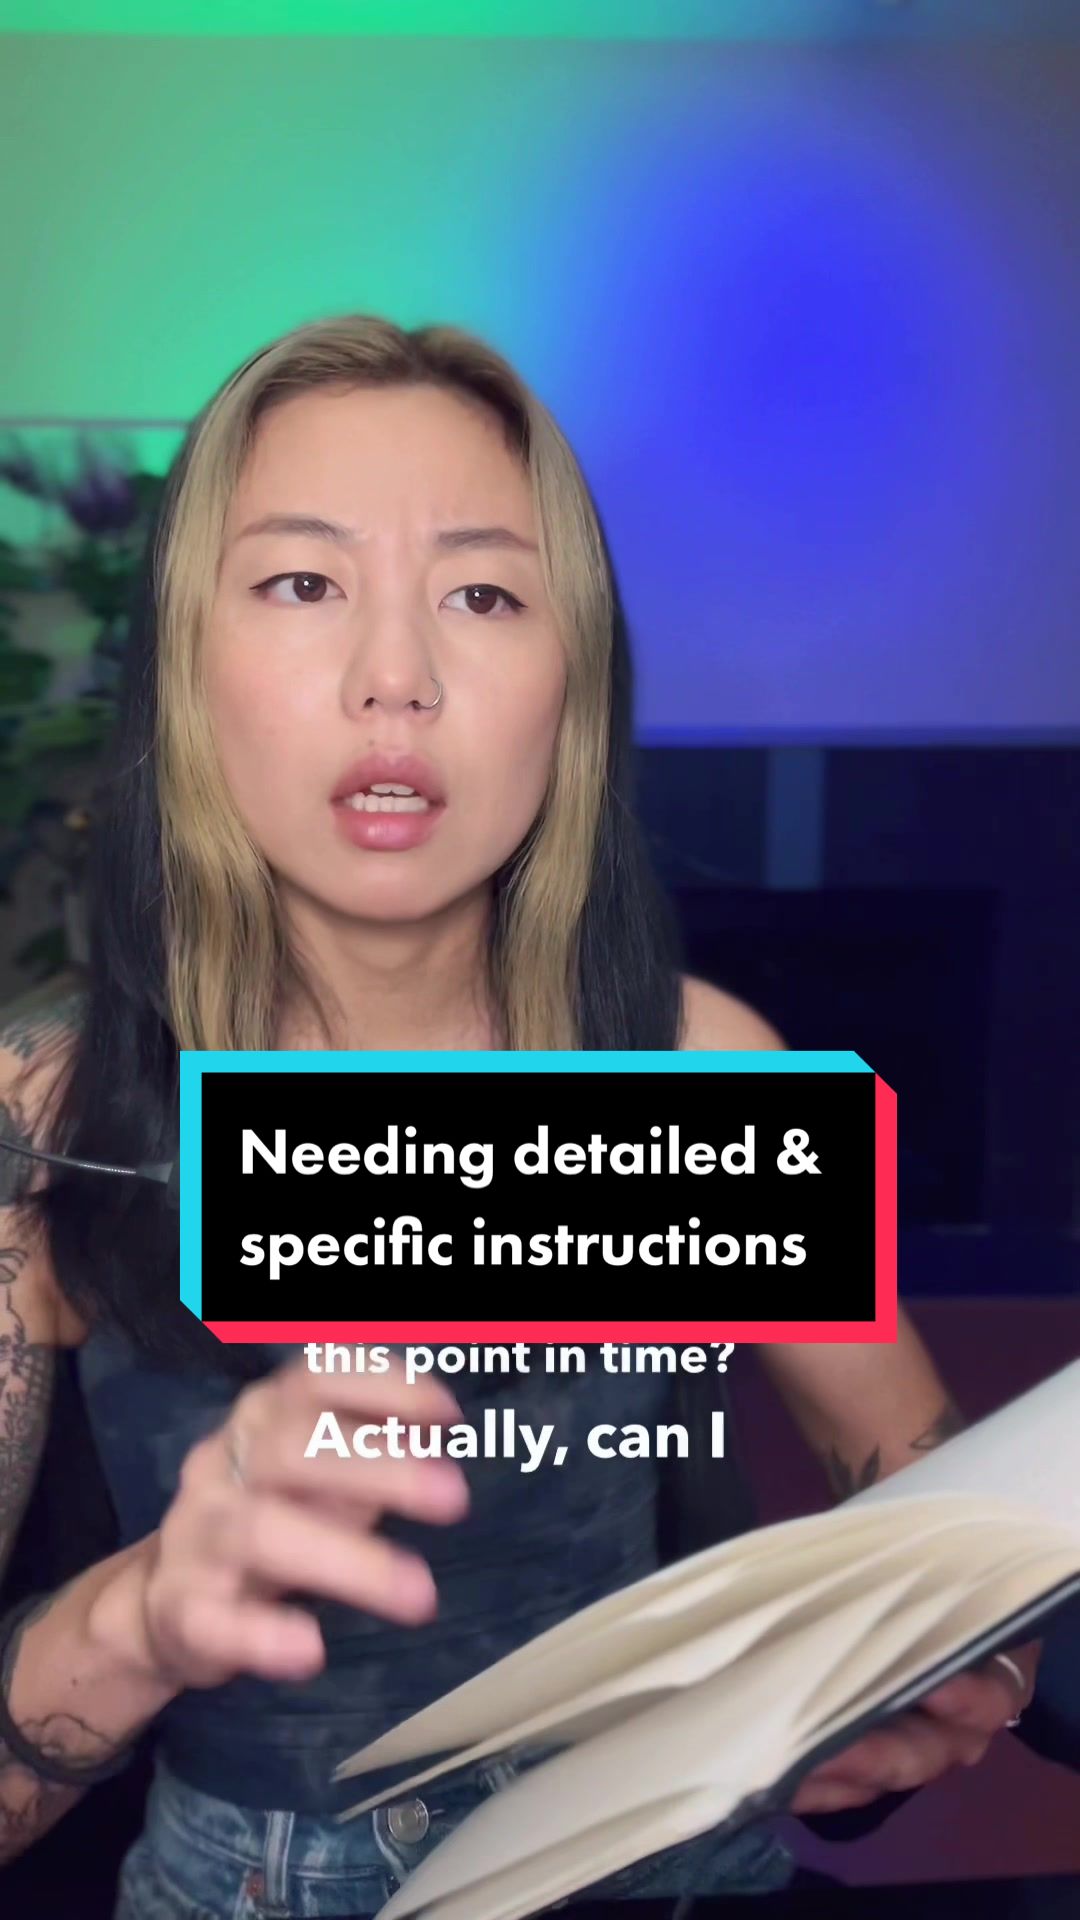 Needing detailed &
specific instructions
this point in time?
Actually, can I